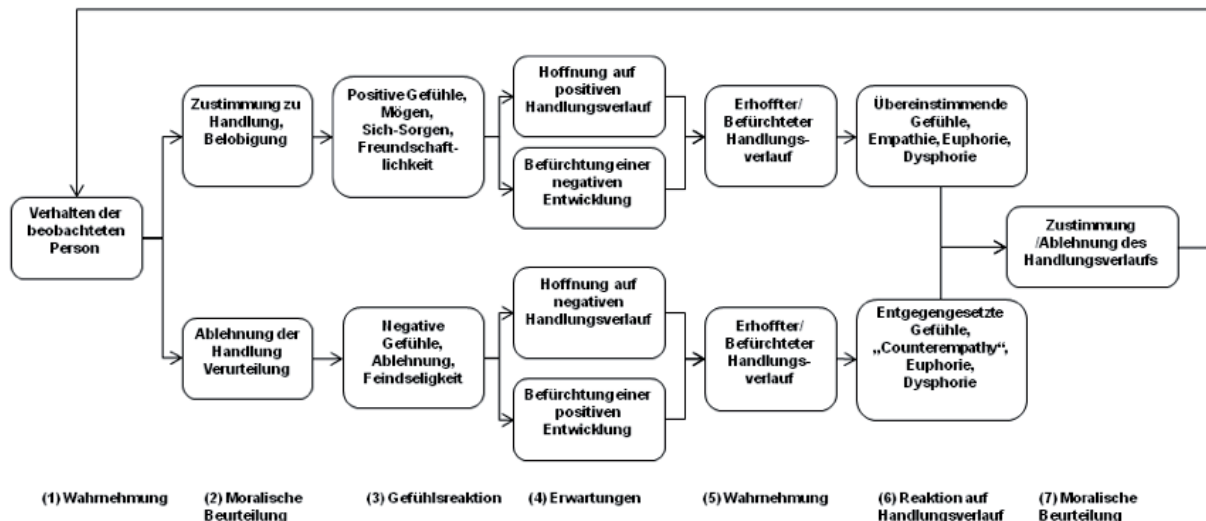 Verhalten der
beobachteten
Person
Zustimmung zu
Handlung,
Belobigung
Positive Gefühle,
Mögen,
Sich-Sorgen,
Freundschaft-
lichkeit
Hoffnung auf
positiven
Handlungsverlauf
Befürchtung einer
negativen
Entwicklung
Erhoffter/
Befürchteter
Handlungs-
verlauf
Übereinstimmende
Gefühle,
Empathie, Euphorie,
Dysphorie
Ablehnung der
Handlung
Verurteilung
Negative
Gefühle,
Ablehnung,
Feindseligkeit
Hoffnung auf
negativen
Handlungsverlauf
Befürchtung einer
positiven
Entwicklung
Erhoffter/
Befürchteter
Handlungs-
verlauf
Entgegengesetzte
Gefühle,
„Counterempathy“,
Euphorie,
Dysphorie
Zustimmung
/Ablehnung des
Handlungsverlaufs
(1) Wahrnehmung
(2) Moralische
Beurteilung
(3) Gefühlsreaktion
(4) Erwartungen
(5) Wahrnehmung
(6) Reaktion auf
Handlungsverlauf
(7) Moralische
Beurteilung